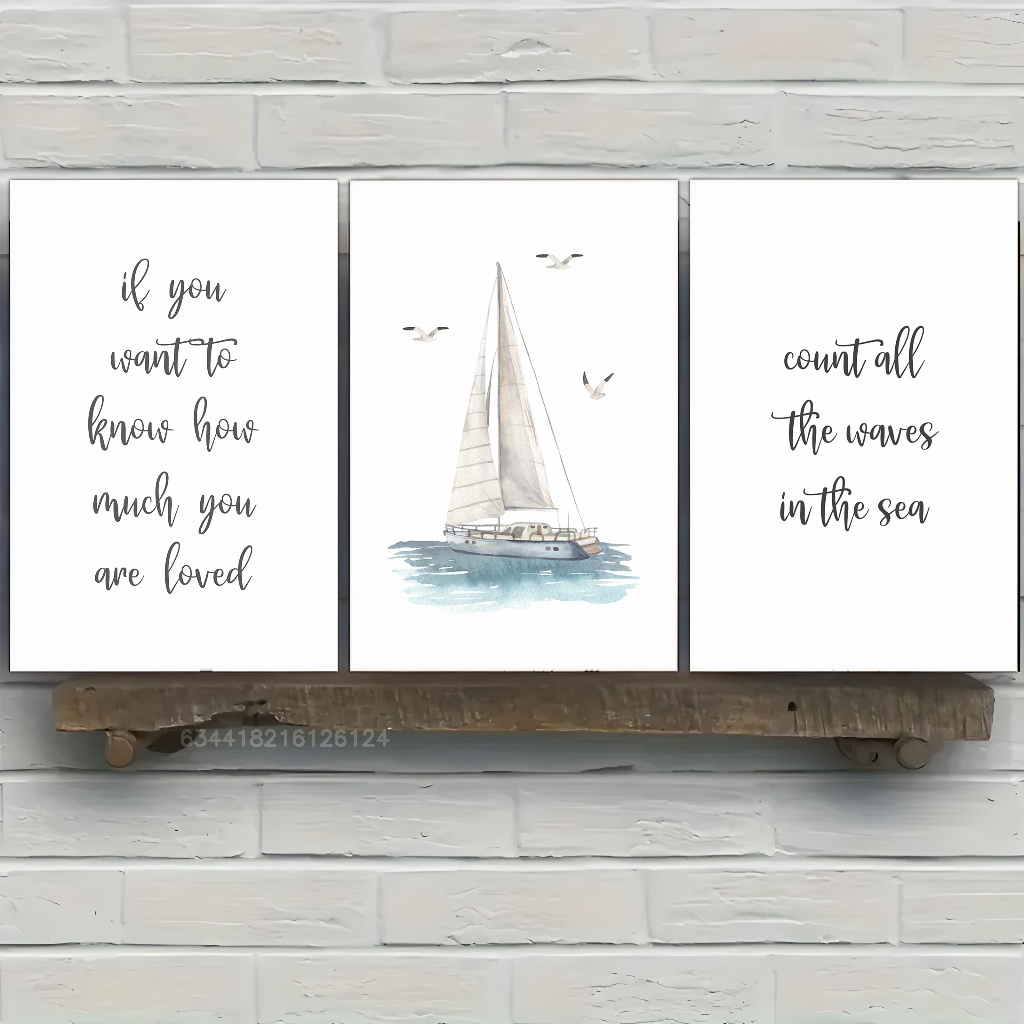 if you
want to
know how
much you
are loved
count all
the waves
in the sea
634418216126124